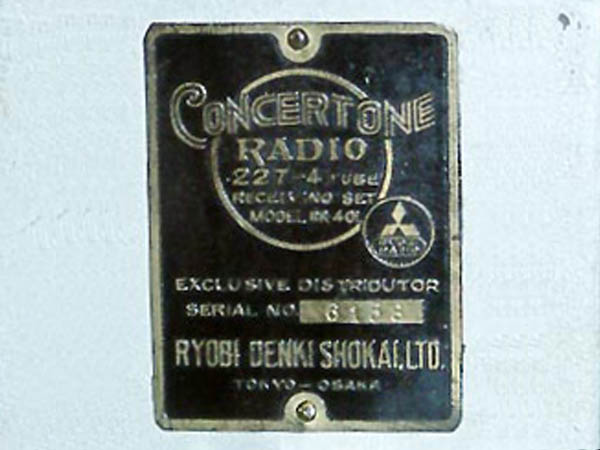 CONCERTONE
RADIO
227-4 TUBE
RECEIVING SET
MODEL, RR-401
EXCLUSIVE DISTRIBUTOR
SERIAL NO.
RYOBI DENKI SHOKAI, LTD.
TOKYO-OSAKA